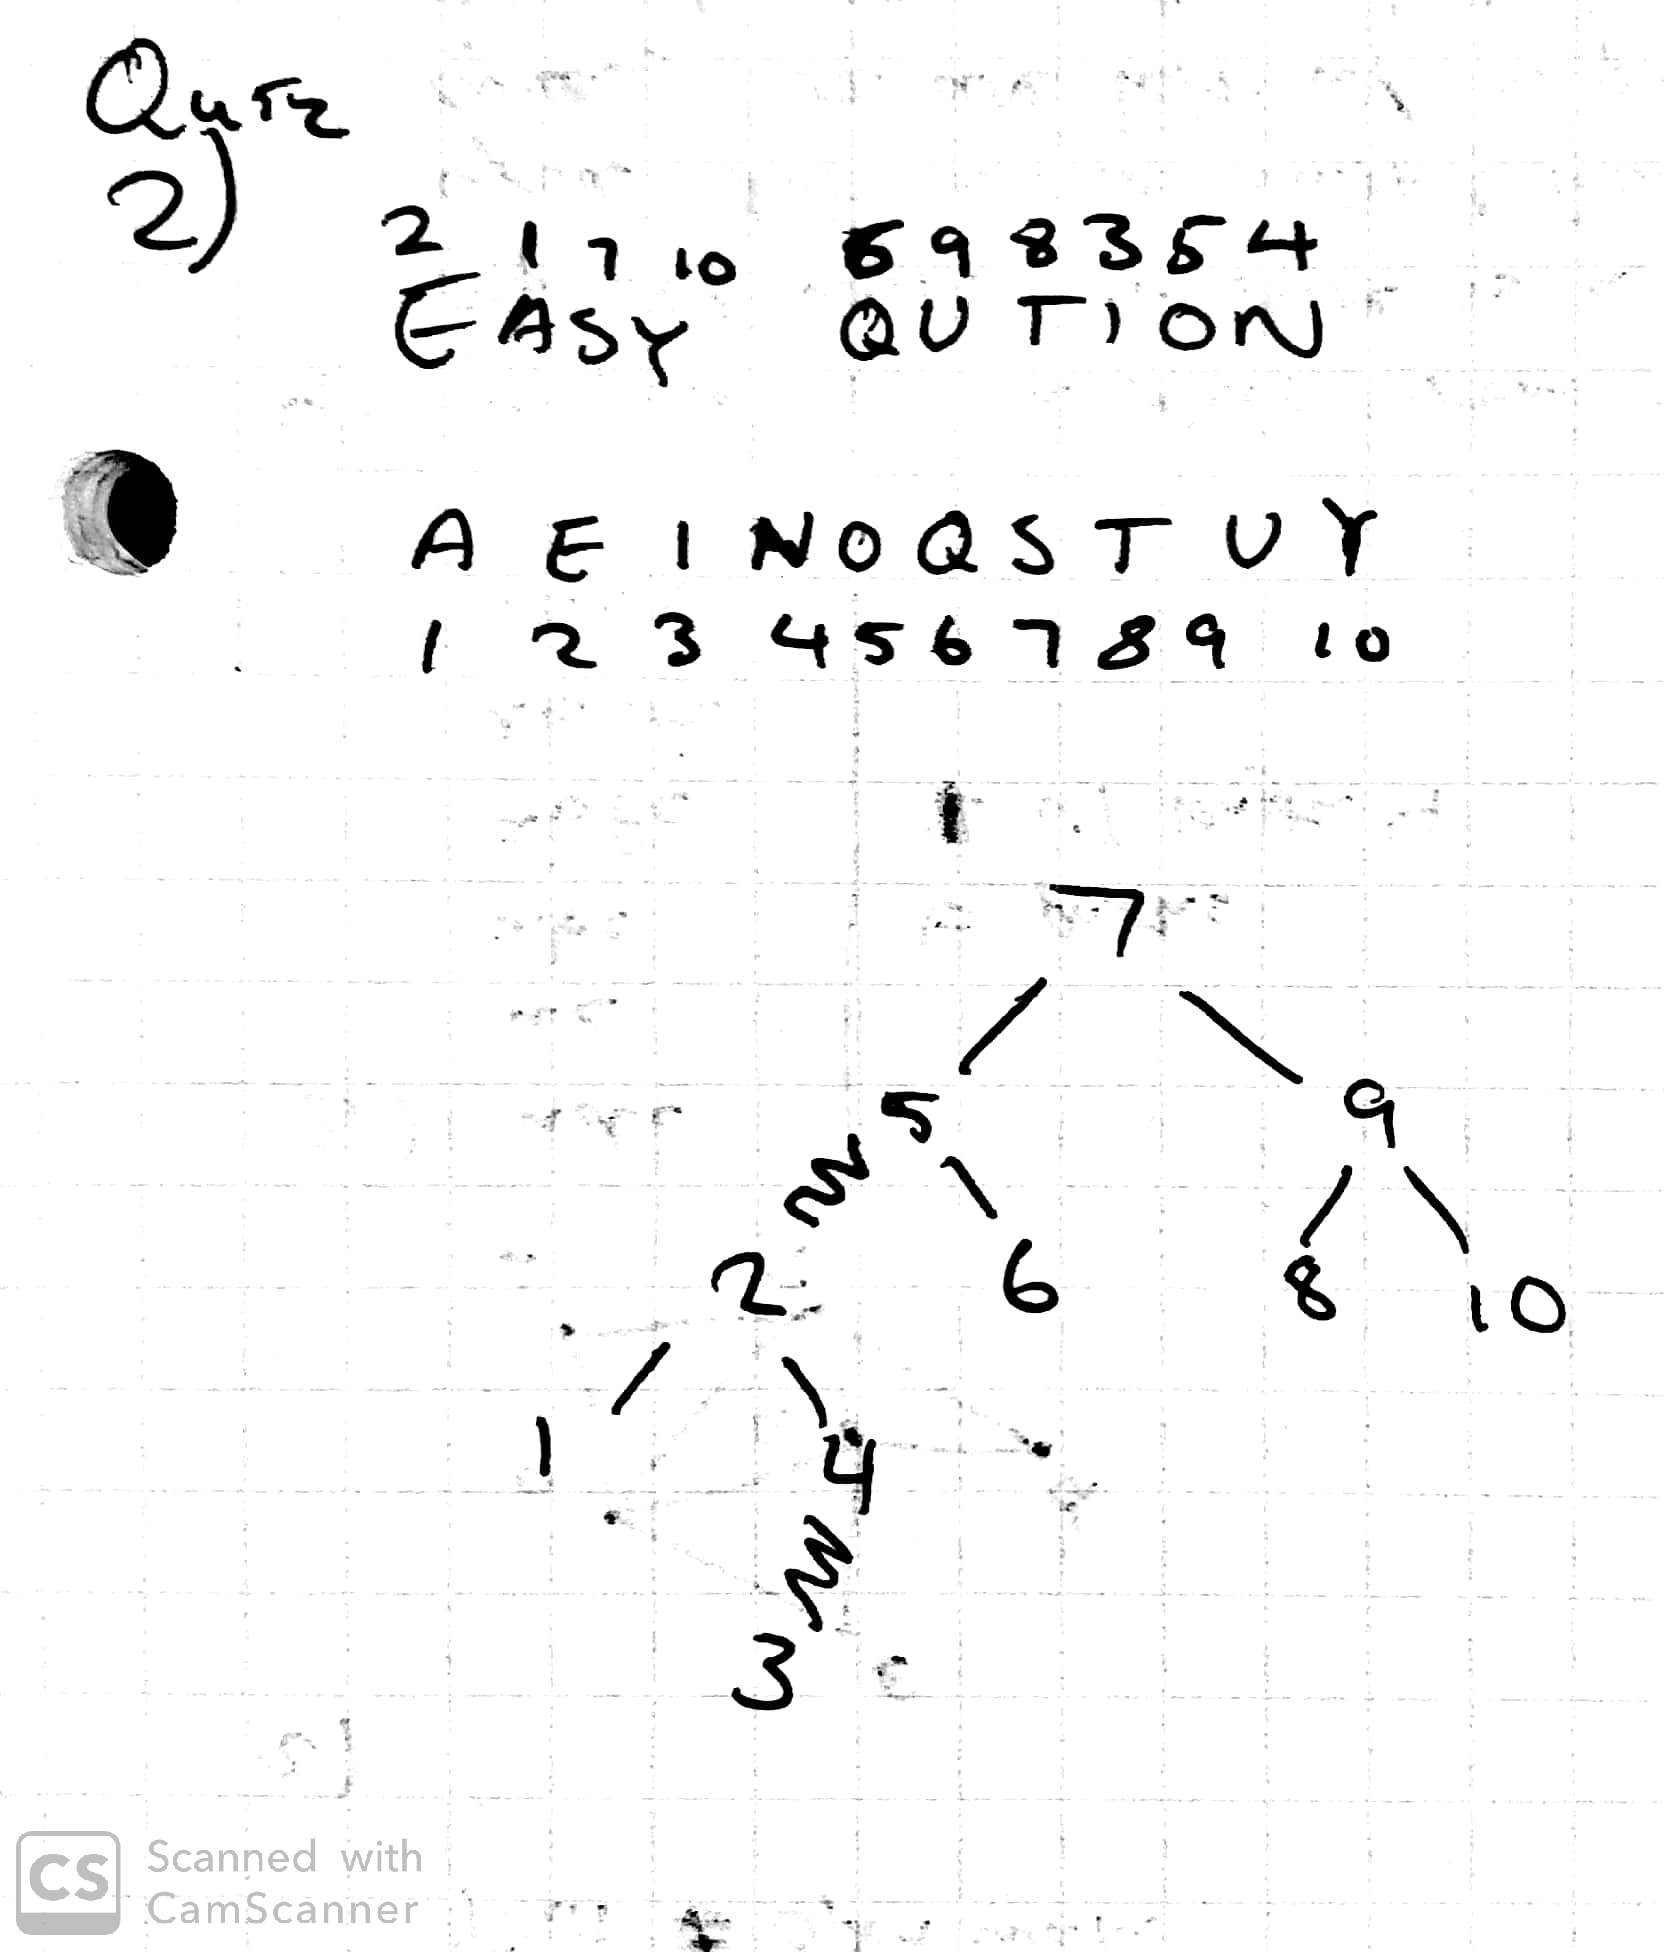 Quiz
2)
2 1 7 10 6 9 8 3 5 4
EASY QUTION
A E I N O Q S T U Y
1 2 3 4 5 6 7 8 9 10
7
5 9
2 6 8 10
1 4
3
CS Scanned with
CamScanner